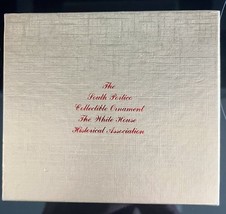 The
South Portico
Collectible Ornament
The White House
Historical Association